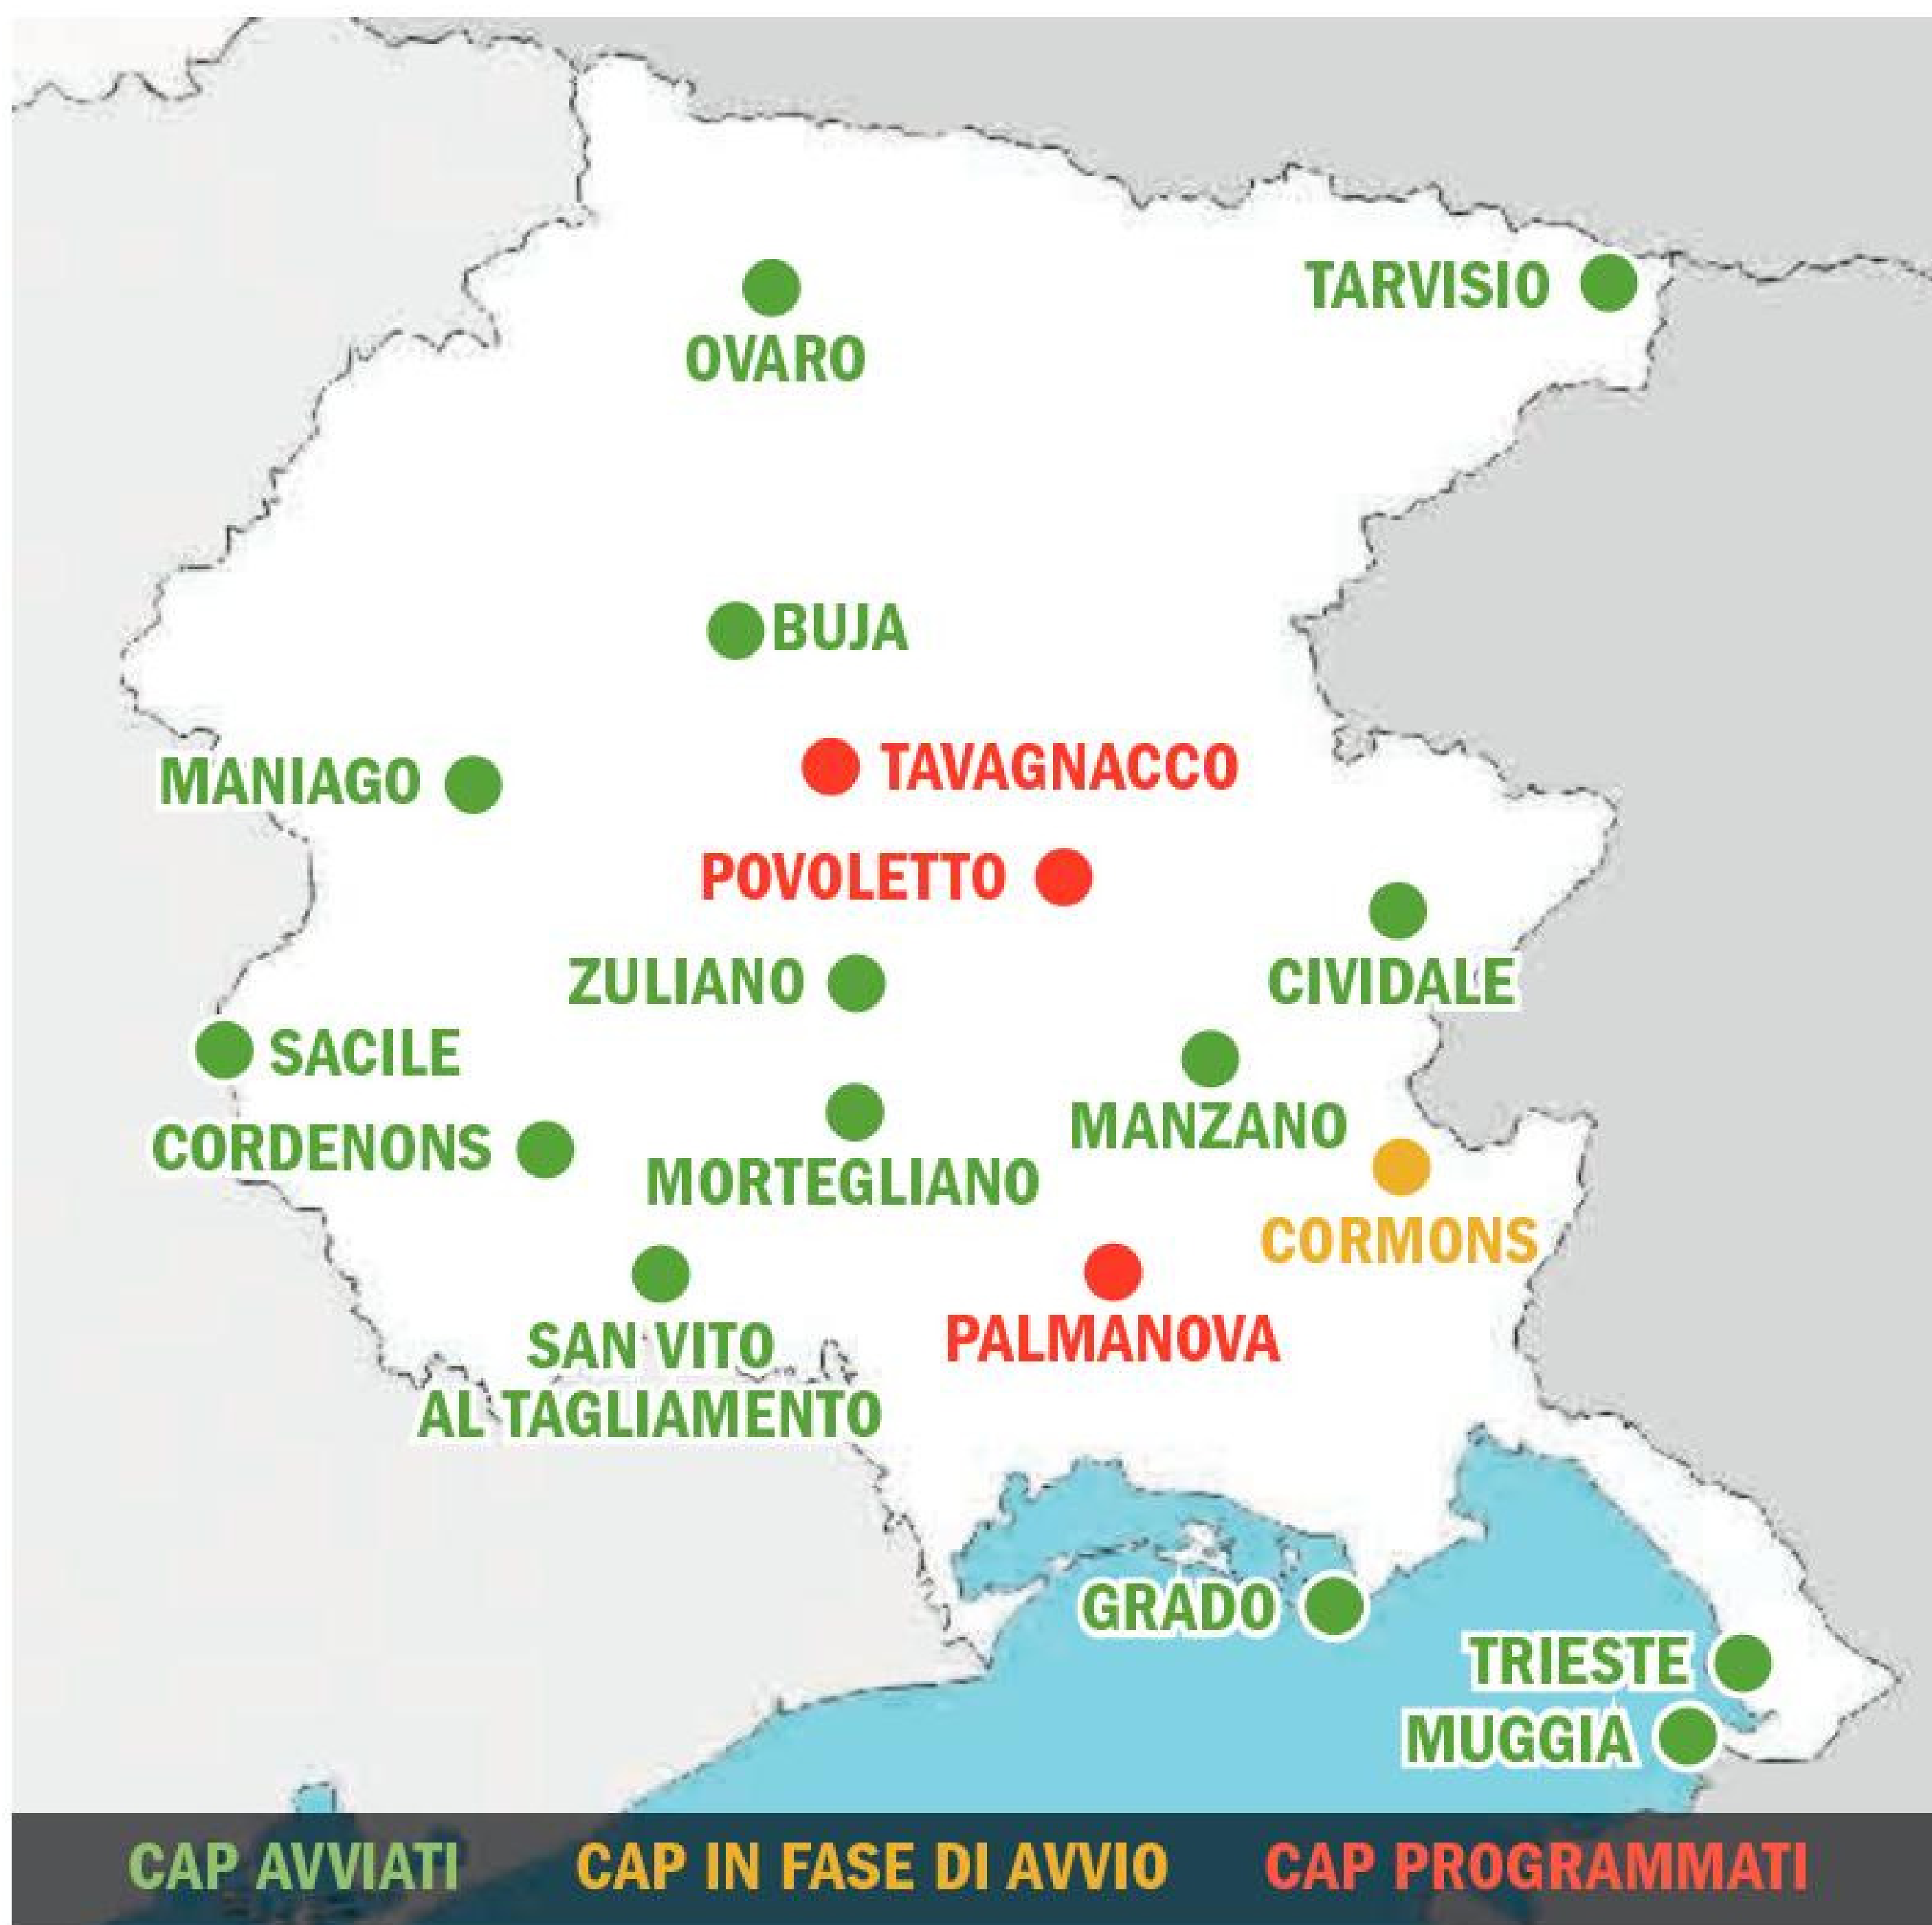 TARVISIO
OVARO
BUJA
TAVAGNACCO
MANIAGO
POVOLETTO
CIVIDALE
ZULIANO
SACILE
MANZANO
CORDENONS
MORTEGLIANO
CORMONS
SAN VITO
AL TAGLIAMENTO
PALMANOVA
GRADO
TRIESTE
MUGGIA
CAP AVVIATI CAP IN FASE DI AVVIO CAP PROGRAMMATI